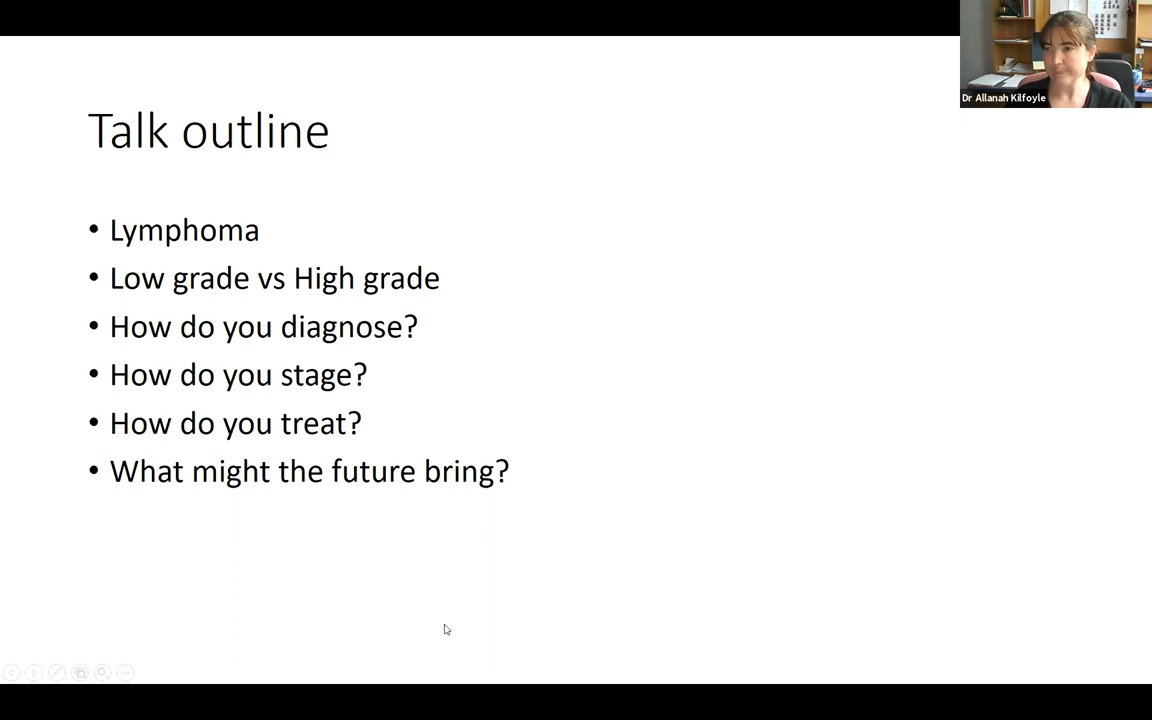 Dr Allanah Kilfoyle
Talk outline
• Lymphoma
• Low grade vs High grade
• How do you diagnose?
• How do you stage?
• How do you treat?
• What might the future bring?